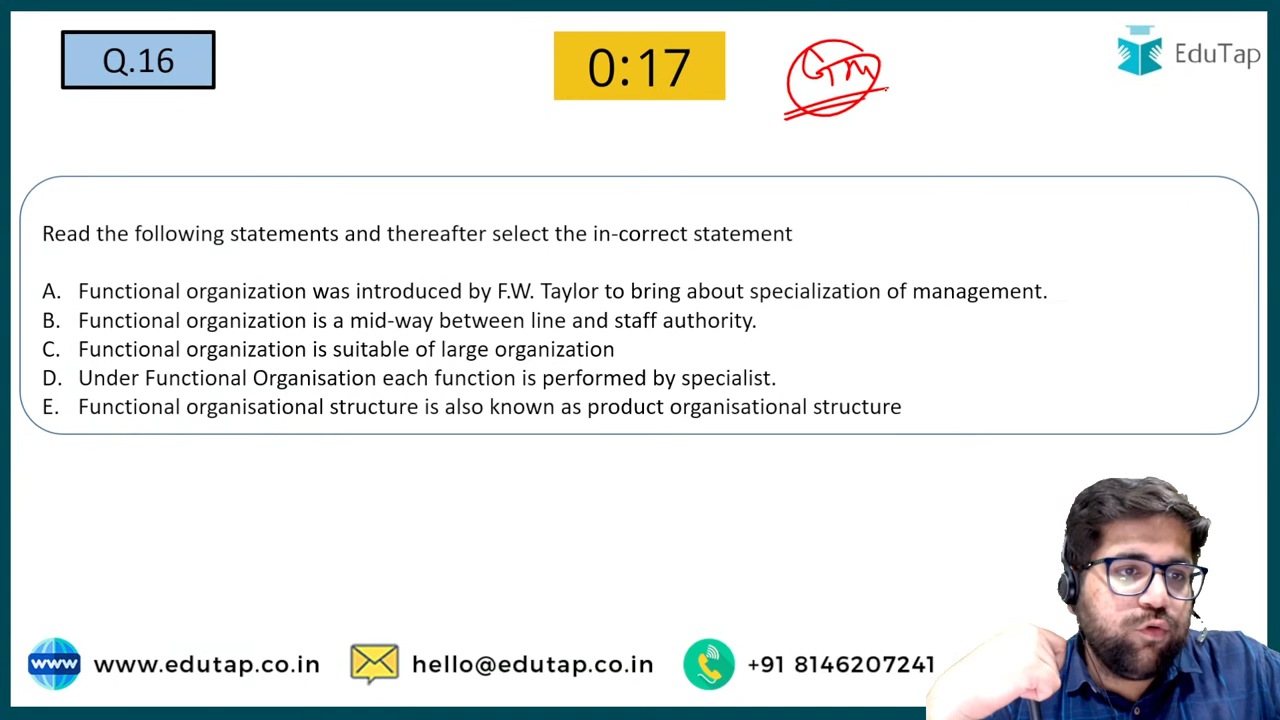 Q.16
0:17
GM
EduTap
Read the following statements and thereafter select the in-correct statement
A. Functional organization was introduced by F.W. Taylor to bring about specialization of management.
B. Functional organization is a mid-way between line and staff authority.
C. Functional organization is suitable of large organization
D. Under Functional Organisation each function is performed by specialist.
E. Functional organisational structure is also known as product organisational structure
www www.edutap.co.in hello@edutap.co.in +91 8146207241